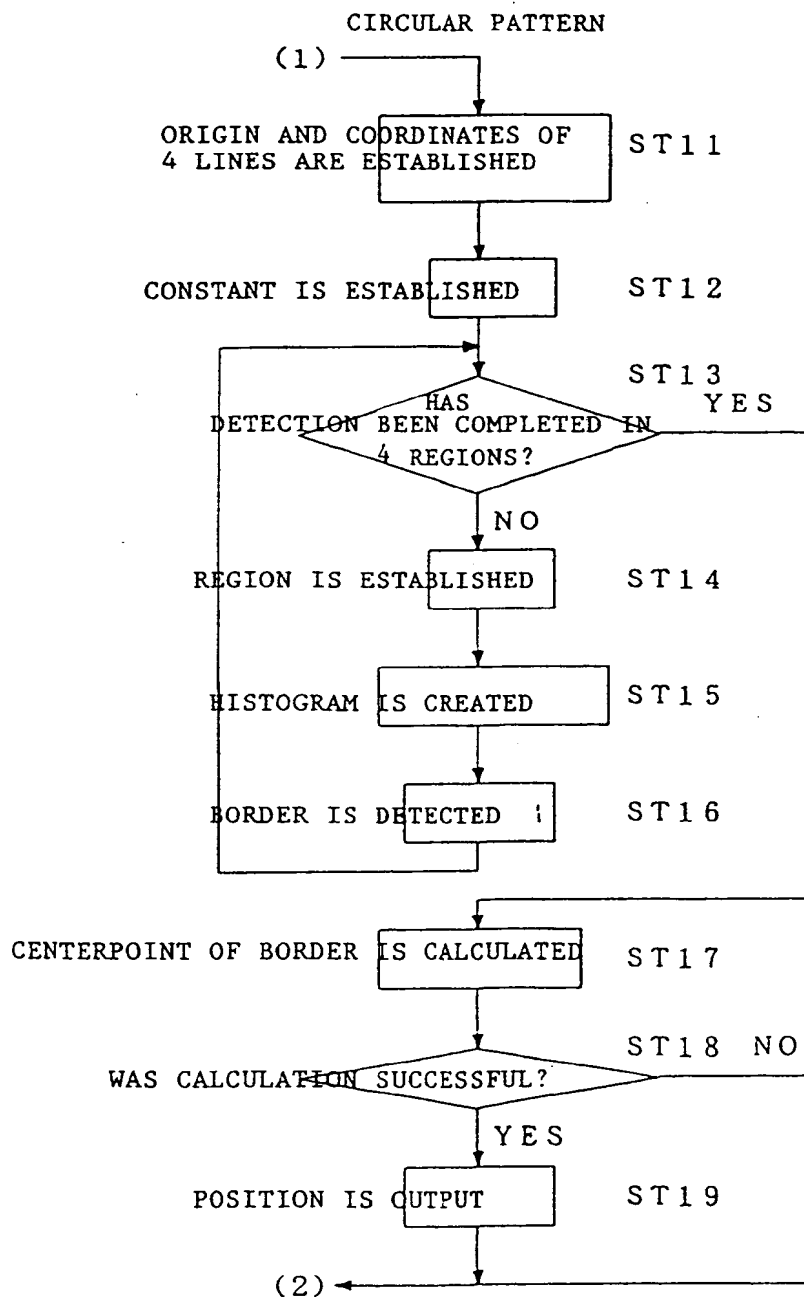 CIRCULAR PATTERN
(1)
ORIGIN AND COORDINATES OF
4 LINES ARE ESTABLISHED
ST11
CONSTANT IS ESTABLISHED
ST12
ST13
HAS
DETECTION BEEN COMPLETED IN
4 REGIONS?
YES
NO
REGION IS ESTABLISHED
ST14
HISTOGRAM IS CREATED
ST15
BORDER IS DETECTED
ST16
CENTERPOINT OF BORDER IS CALCULATED
ST17
ST18 NO
WAS CALCULATION SUCCESSFUL?
YES
POSITION IS OUTPUT
ST19
(2)